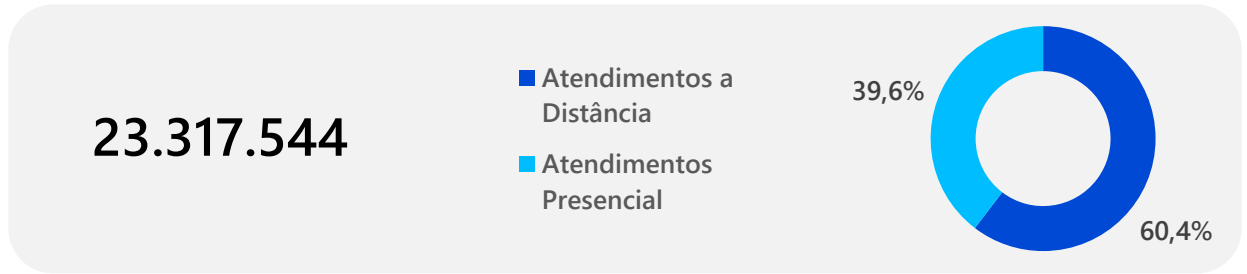 23.317.544
Atendimentos a
Distância
Atendimentos
Presencial
39,6%
60,4%